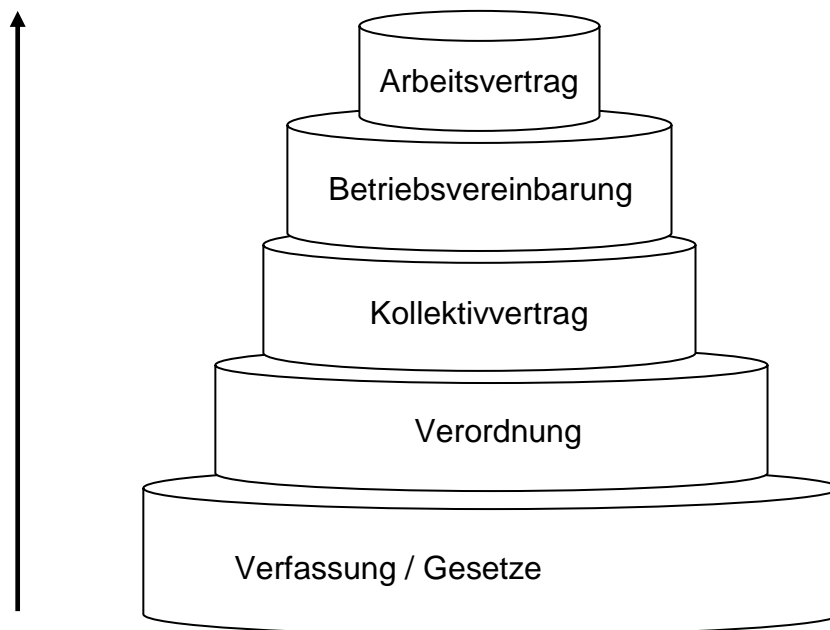 Arbeitsvertrag
Betriebsvereinbarung
Kollektivvertrag
Verordnung
Verfassung / Gesetze